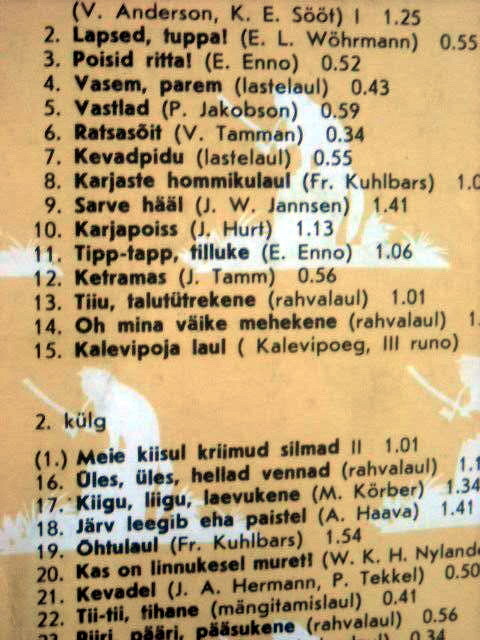 (V. Anderson, K. E. Sööt) I 1.25
2. Lapsed, tuppa! (E. L. Wöhrmann) 0.55
3. Poisid ritta! (E. Enno) 0.52
4. Vasem, parem (lastelaul) 0.43
5. Vastlad (P. Jakobson) 0.59
6. Ratsasõit (V. Tamman) 0.34
7. Kevadpidu (lastelaul) 0.55
8. Karjaste hommikulaul (Fr. Kuhlbars)
9. Sarve hääl (J. W. Jannsen) 1.41
10. Karjapoiss (J. Hurt) 1.13
11. Tipp-tapp, tilluke (E. Enno) 1.06
12. Ketramas (J. Tamm) 0.56
13. Tiiu, talutütrekene (rahvalaul) 1.01
14. Oh mina väike mehekene (rahvalaul)
15. Kalevipoja laul ( Kalevipoeg, III runo)
2. külg
(1.) Meie kiisul kriimud silmad II 1.01
16. Üles, üles, hellad vennad (rahvalaul)
17. Kiigu, liigu, laevukene (M. Körber) 1.34
18. Järv leegib eha paistel (A. Haava) 1.41
19. Õhtulaul (Fr. Kuhlbars) 1.54
20. Kas on linnukesel muret! (W. K. H. Nylande
21. Kevadel (J. A. Hermann, P. Tekkel) 0.50
22. Tii-tii, tihane (mängitamislaul) 0.41
23 Piiri, pääri, pääsukene (rahvalaul) 0.56
0.34